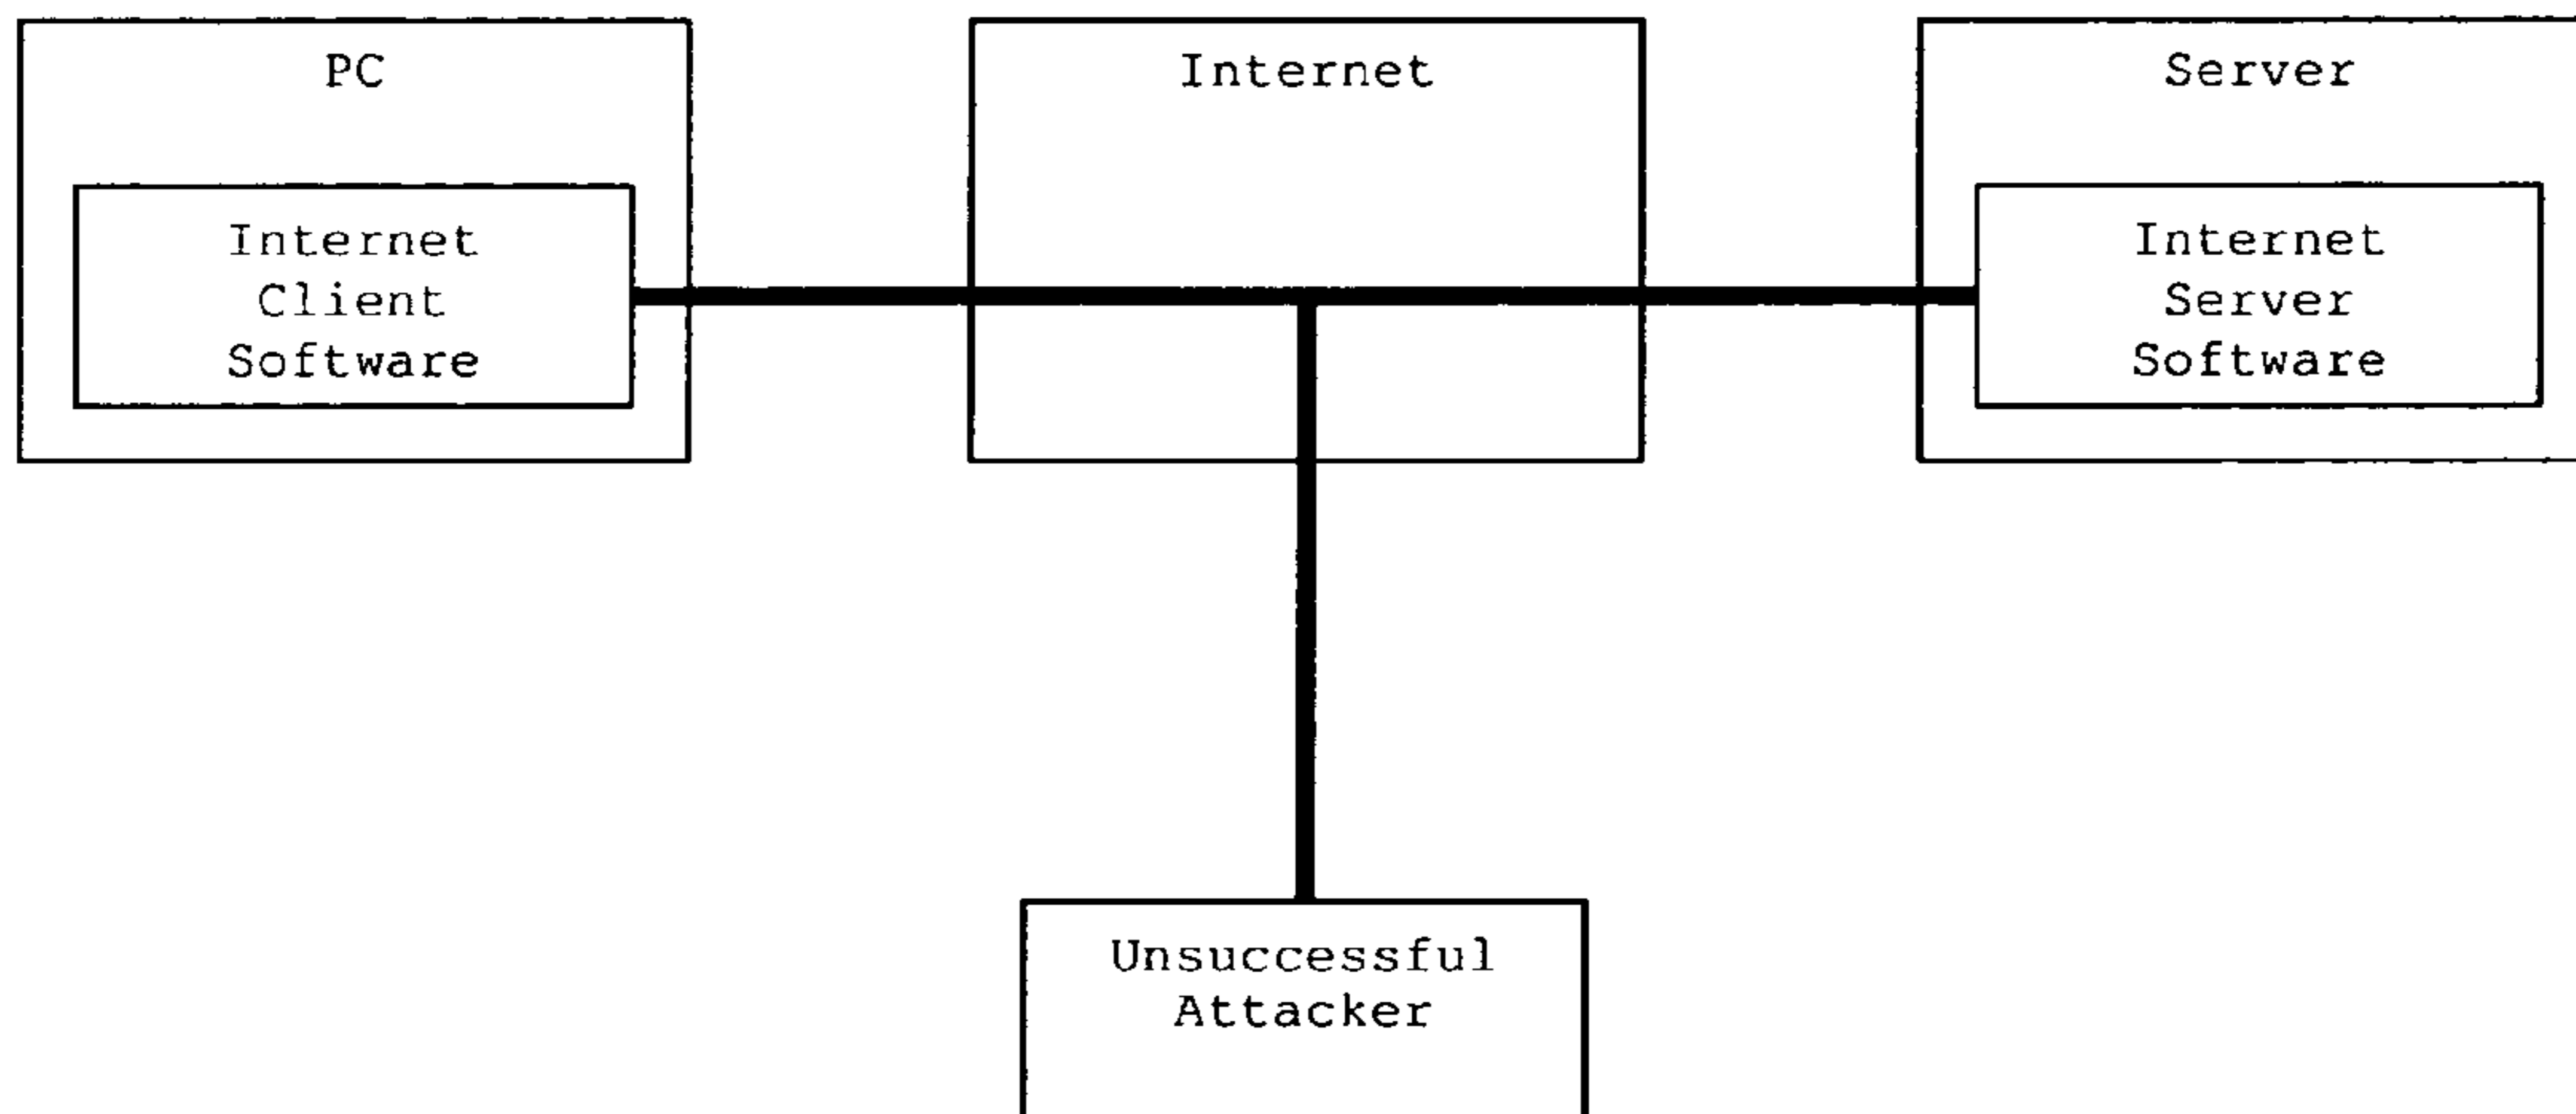 PC
Internet
Client
Software
Internet
Server
Internet
Server
Software
Unsuccessful
Attacker